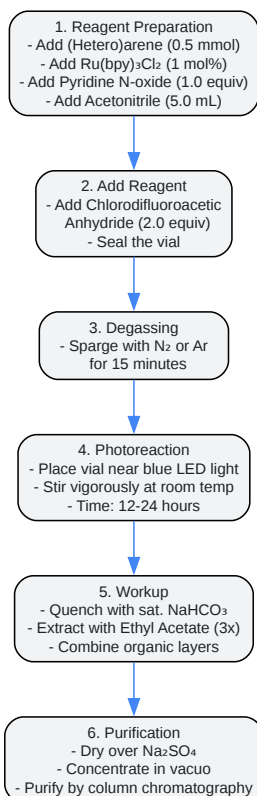 1. Reagent Preparation
- Add (Hetero)arene (0.5 mmol)
- Add Ru(bpy)₃Cl₂ (1 mol%)
- Add Pyridine N-oxide (1.0 equiv)
- Add Acetonitrile (5.0 mL)
2. Add Reagent
- Add Chlorodifluoroacetic
Anhydride (2.0 equiv)
- Seal the vial
3. Degassing
- Sparge with N₂ or Ar
for 15 minutes
4. Photoreaction
- Place vial near blue LED light
- Stir vigorously at room temp
- Time: 12-24 hours
5. Workup
- Quench with sat. NaHCO₃
- Extract with Ethyl Acetate (3x)
- Combine organic layers
6. Purification
- Dry over Na₂SO₄
- Concentrate in vacuo
- Purify by column chromatography